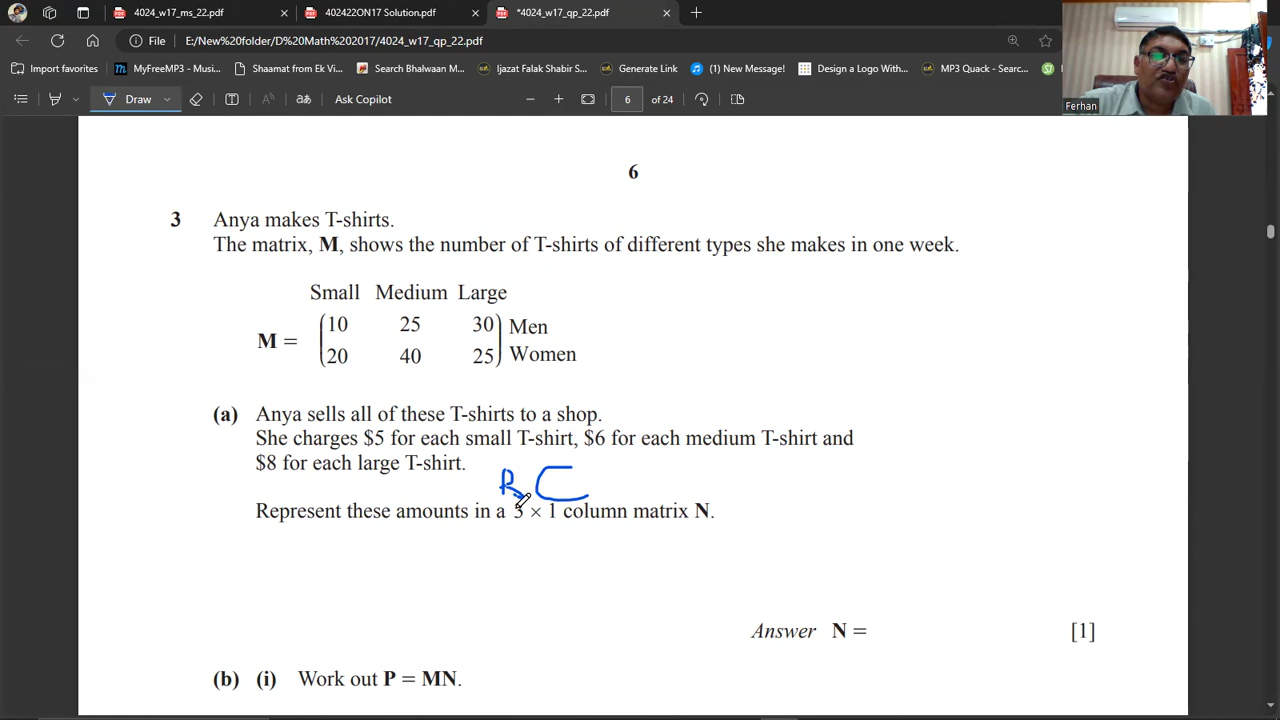 4024_w17_ms_22.pdf
402422ON17 Solution.pdf
*4024_w17_qp_22.pdf
File E:/New%20folder/D%20Math%202017/4024_w17_qp_22.pdf
Import favorites
MyFreeMP3 - Musi...
Shaamat from Ek Vi...
Search Bhalwaan M...
Ijazat Falak Shabir S...
Generate Link
(1) New Message!
Design a Logo With...
MP3 Quack - Searc...
Draw
Ask Copilot
6 of 24
Ferhan
6
3 Anya makes T-shirts.
The matrix, M, shows the number of T-shirts of different types she makes in one week.
Small Medium Large
10 25 30 Men
M =
20 40 25 Women
(a) Anya sells all of these T-shirts to a shop.
She charges $5 for each small T-shirt, $6 for each medium T-shirt and
$8 for each large T-shirt.
R C
Represent these amounts in a 3 × 1 column matrix N.
Answer N = [1]
(b) (i) Work out P = MN.